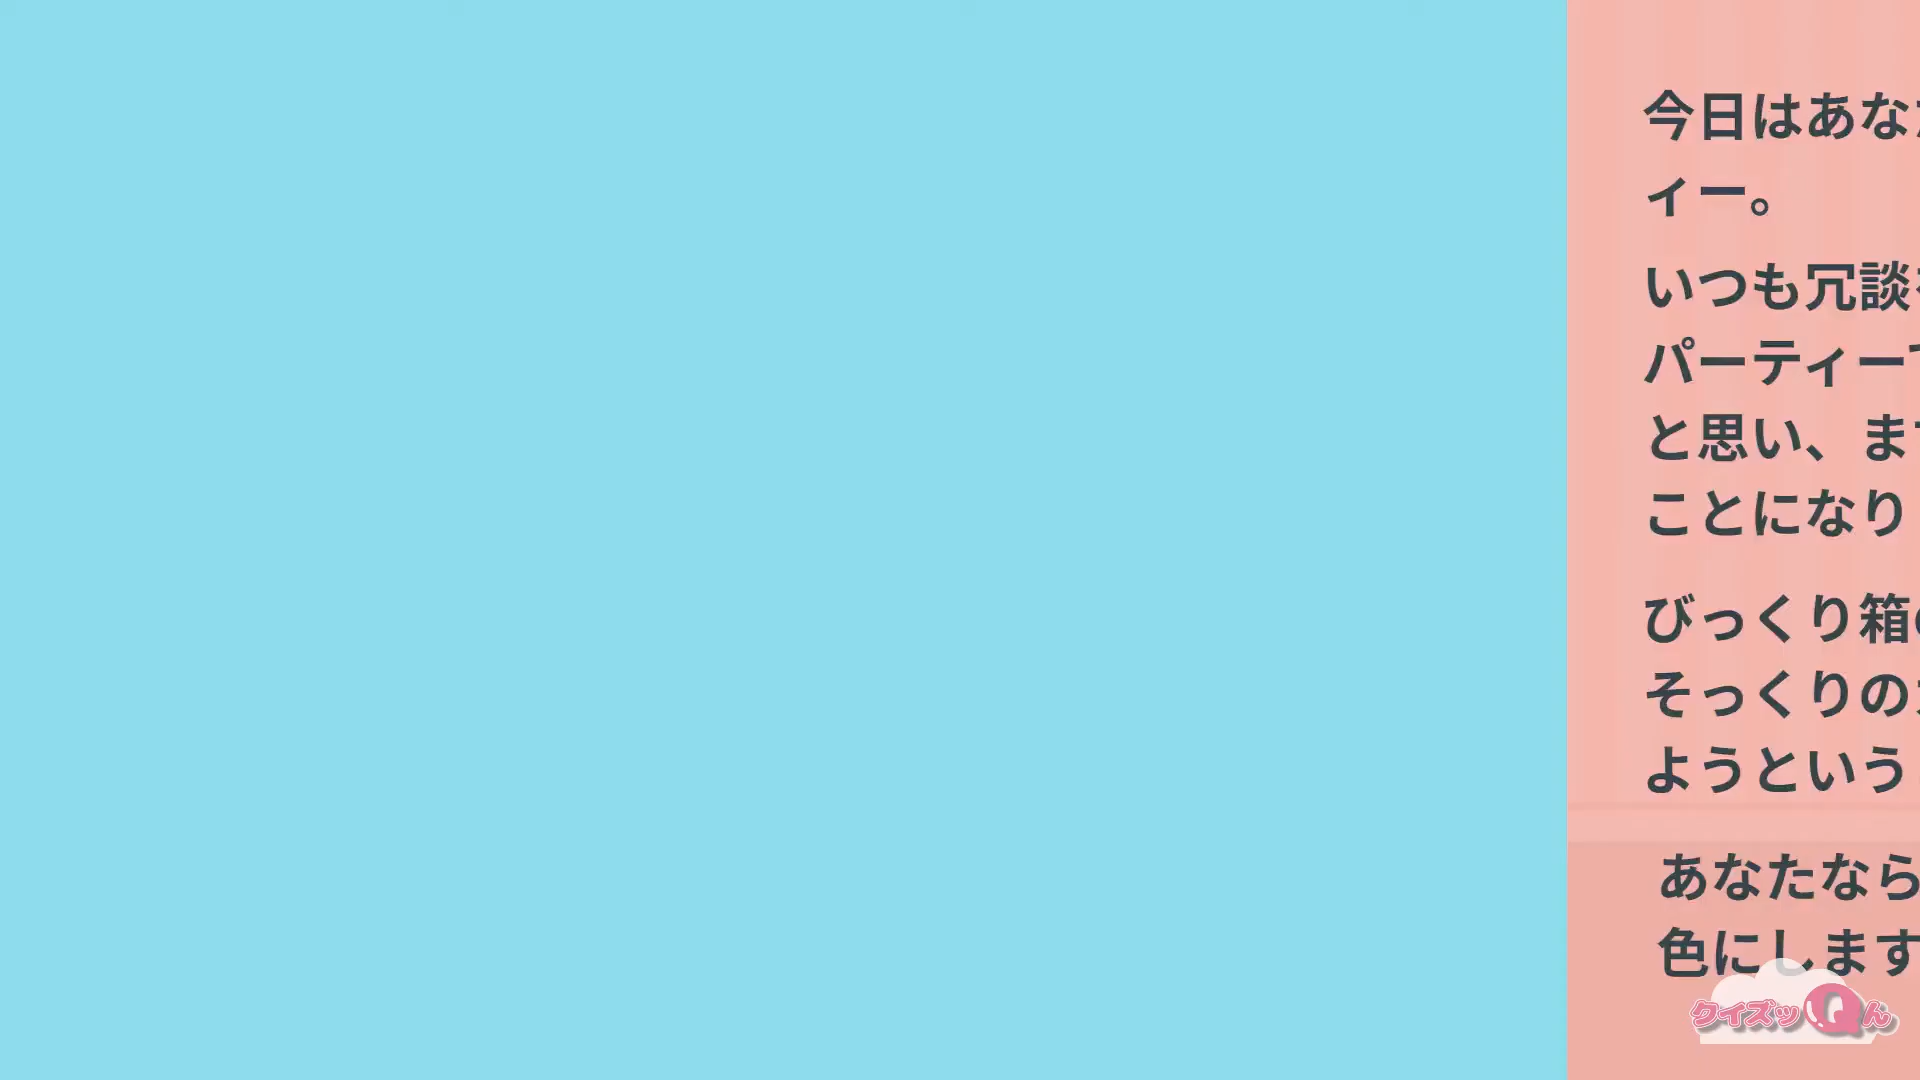 今日はあな
ィー。
いつも冗談
パーティー
と思い、ま
ことになり
びっくり箱
そっくりの
ようという
あなたなら
色にします
クイズッQん